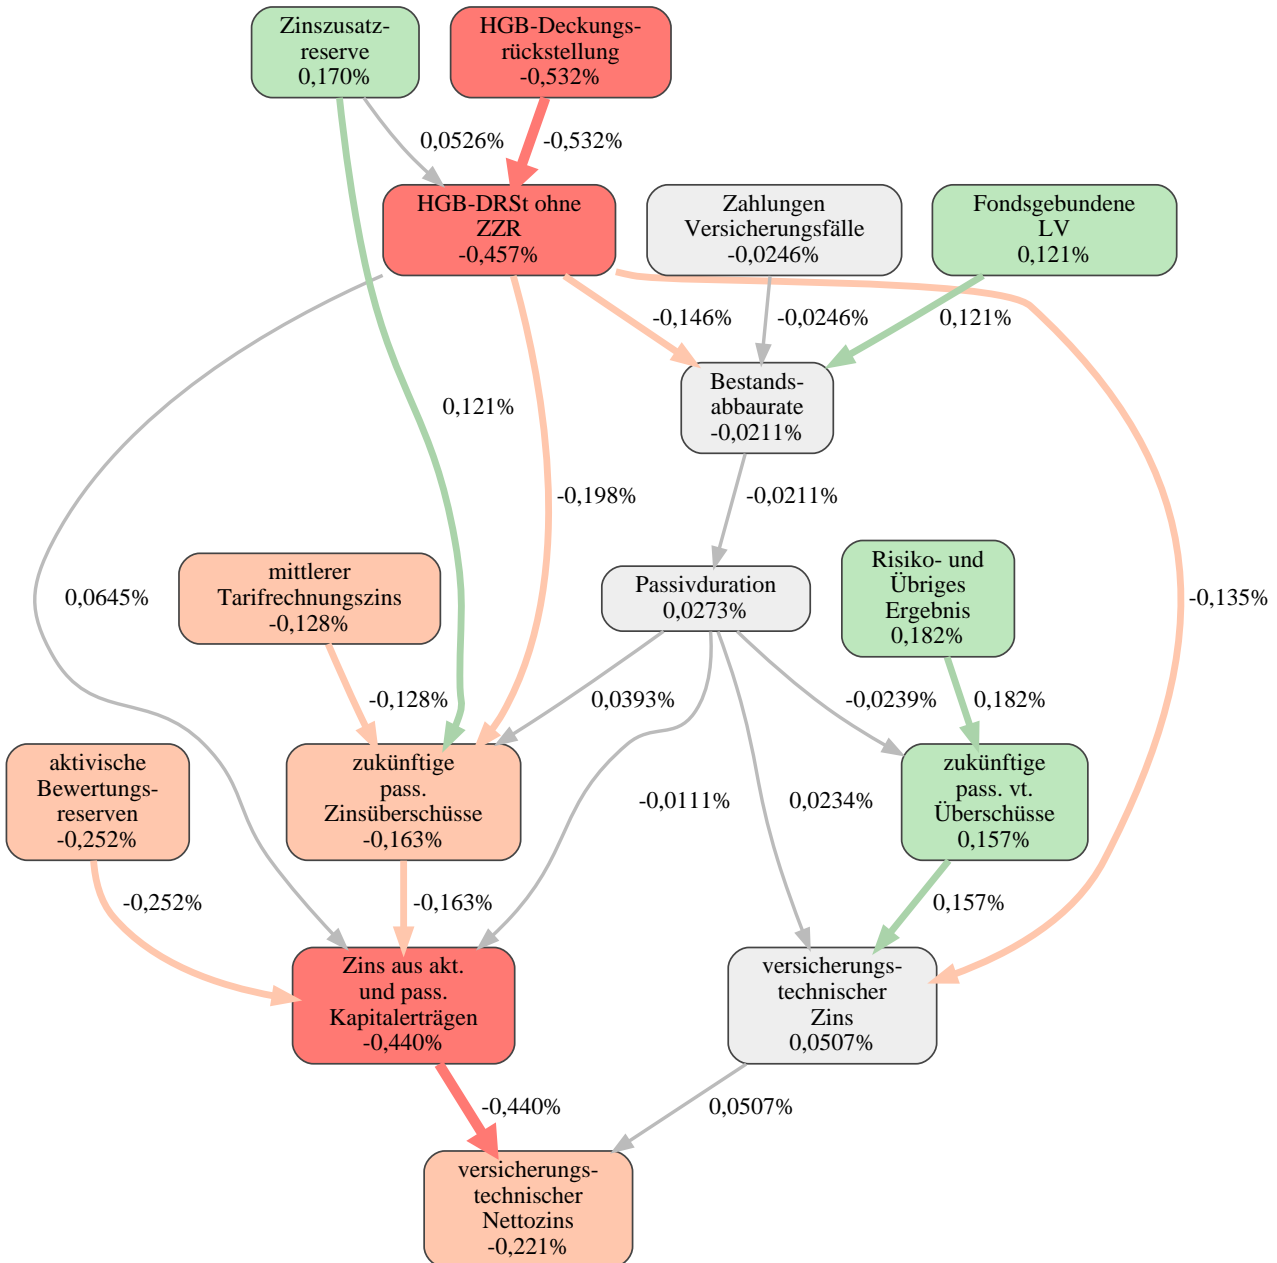 Zinszusatz-
reserve
0,170%
HGB-Deckungs-
rückstellung
-0,532%
0,0526%
-0,532%
HGB-DRSt ohne
ZZR
-0,457%
Zahlungen
Versicherungsfälle
-0,0246%
Fondsgebundene
LV
0,121%
-0,146%
-0,0246%
0,121%
Bestands-
abbaurate
-0,0211%
0,121%
-0,198%
-0,0211%
mittlerer
Tarifrechnungszins
-0,128%
Passivduration
0,0273%
Risiko- und
Übriges
Ergebnis
0,182%
0,0645%
-0,135%
-0,128%
0,0393%
-0,0239%
0,182%
aktivische
Bewertungs-
reserven
-0,252%
zukünftige
pass.
Zinsüberschüsse
-0,163%
-0,0111%
0,0234%
zukünftige
pass. vt.
Überschüsse
0,157%
-0,252%
-0,163%
0,157%
Zins aus akt.
und pass.
Kapitalerträgen
-0,440%
versicherungs-
technischer
Zins
0,0507%
-0,440%
0,0507%
versicherungs-
technischer
Nettozins
-0,221%